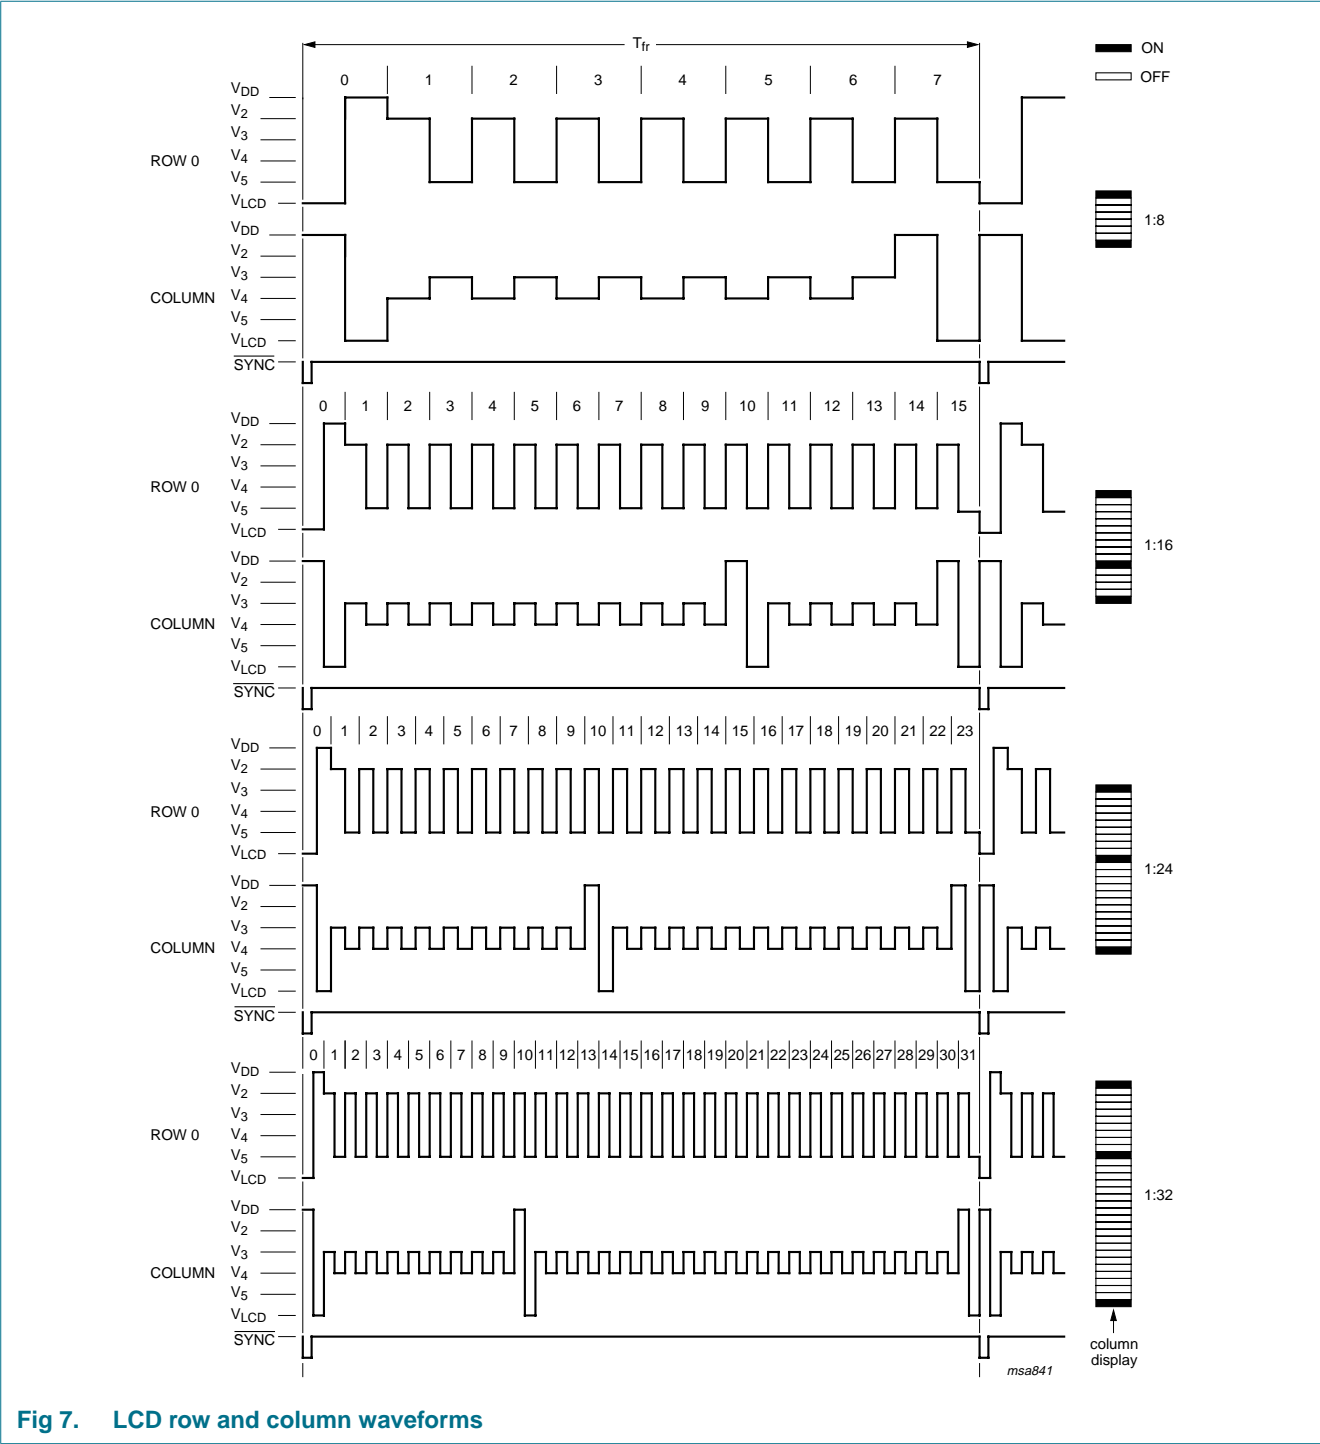 Tfr
ON
OFF
0 1 2 3 4 5 6 7
VDD
V2
V3
ROW 0 V4
V5
VLCD
1:8
VDD
V2
V3
COLUMN V4
V5
VLCD
SYNC
0 1 2 3 4 5 6 7 8 9 10 11 12 13 14 15
VDD
V2
V3
ROW 0 V4
V5
VLCD
1:16
VDD
V2
V3
COLUMN V4
V5
VLCD
SYNC
0 1 2 3 4 5 6 7 8 9 10 11 12 13 14 15 16 17 18 19 20 21 22 23
VDD
V2
V3
ROW 0 V4
V5
VLCD
1:24
VDD
V2
V3
COLUMN V4
V5
VLCD
SYNC
0 1 2 3 4 5 6 7 8 9 10 11 12 13 14 15 16 17 18 19 20 21 22 23 24 25 26 27 28 29 30 31
VDD
V2
V3
ROW 0 V4
V5
VLCD
1:32
VDD
V2
V3
COLUMN V4
V5
VLCD
SYNC
column
display
msa841
Fig 7. LCD row and column waveforms